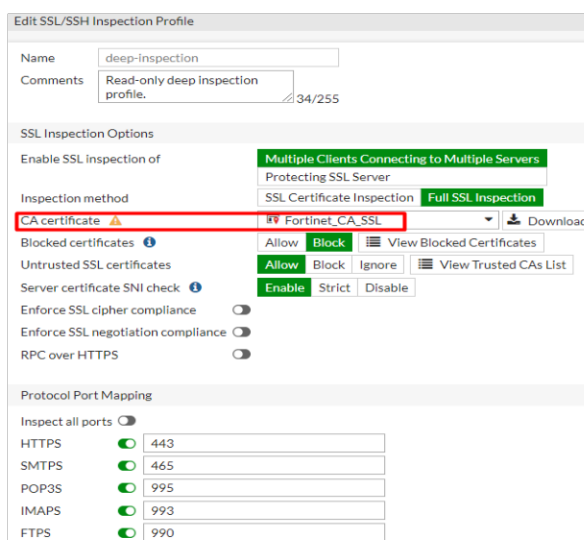 Edit SSL/SSH Inspection Profile
Name deep-inspection
Comments Read-only deep inspection
profile.
34/255
SSL Inspection Options
Enable SSL inspection of Multiple Clients Connecting to Multiple Servers
Protecting SSL Server
Inspection method SSL Certificate Inspection Full SSL Inspection
CA certificate Fortinet_CA_SSL Download
Blocked certificates Allow Block View Blocked Certificates
Untrusted SSL certificates Allow Block Ignore View Trusted CAs List
Server certificate SNI check Enable Strict Disable
Enforce SSL cipher compliance
Enforce SSL negotiation compliance
RPC over HTTPS
Protocol Port Mapping
Inspect all ports
HTTPS 443
SMTPS 465
POP3S 995
IMAPS 993
FTPS 990